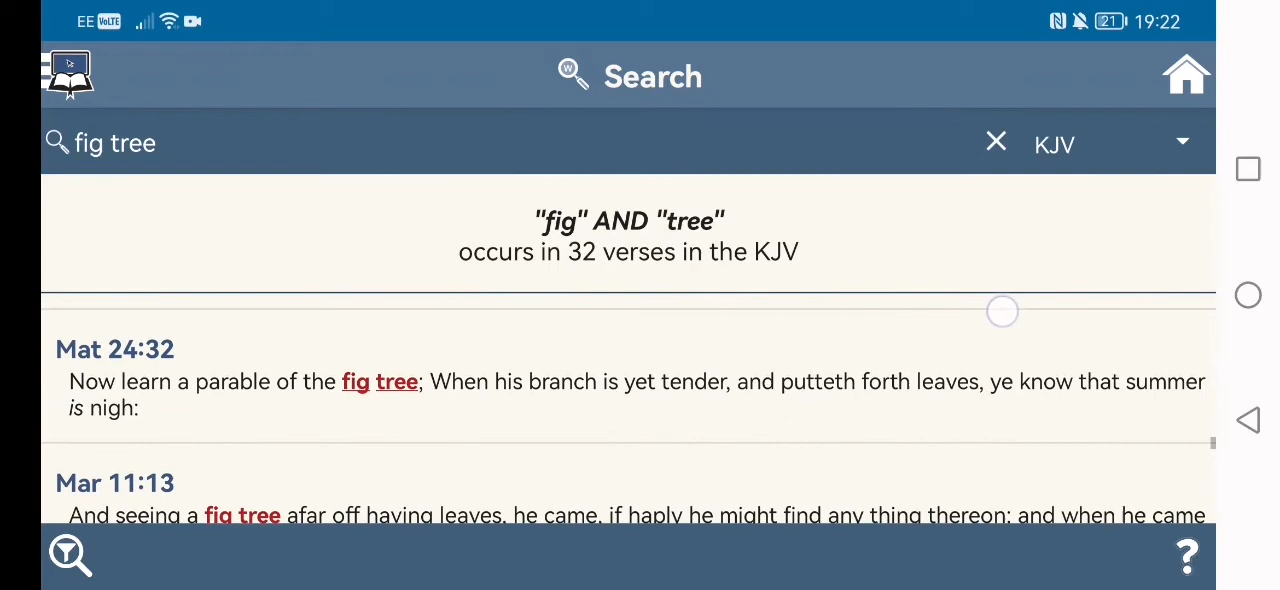 EE VoLTE 21 19:22
W Search
fig tree KJV
"fig" AND "tree"
occurs in 32 verses in the KJV
Mat 24:32
Now learn a parable of the fig tree; When his branch is yet tender, and putteth forth leaves, ye know that summer
is nigh:
Mar 11:13
And seeing a fig tree afar off having leaves, he came, if haply he might find any thing thereon: and when he came
?